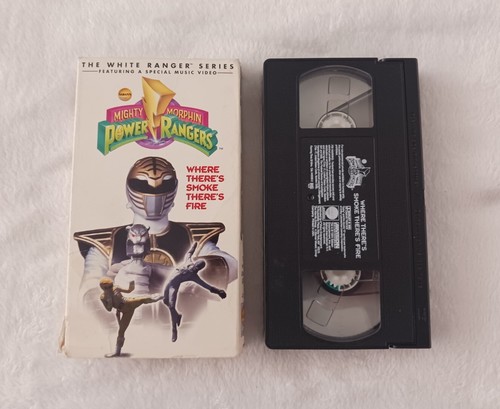 THE WHITE RANGER SERIES
FEATURING A SPECIAL MUSIC VIDEO
MIGHTY MORPHIN
POWER RANGERS
TM
WHERE
THERE'S
SMOKE
THERE'S
FIRE
WHERE THERE'S
SMOKE THERE'S FIRE